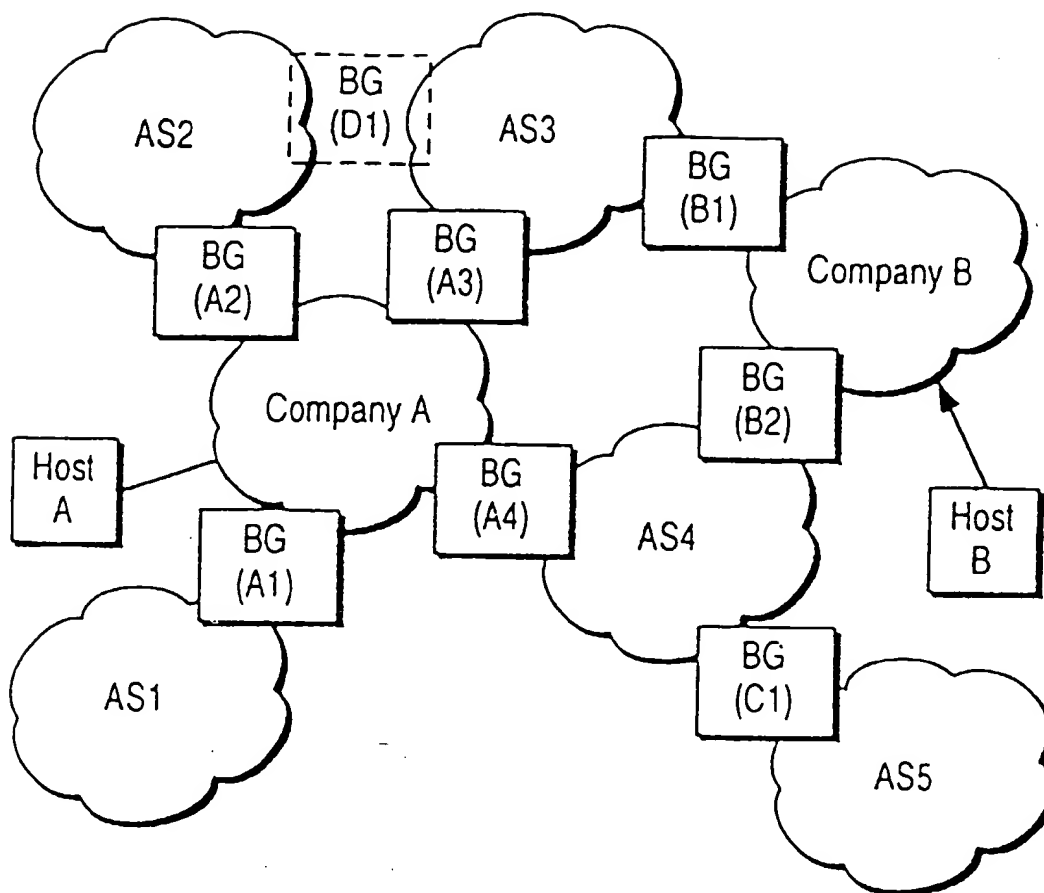 BG
(D1)
AS2
AS3
BG
(B1)
BG
(A2)
BG
(A3)
Company B
BG
(B2)
Company A
Host
A
BG
(A4)
BG
(A1)
AS4
Host
B
BG
(C1)
AS1
AS5